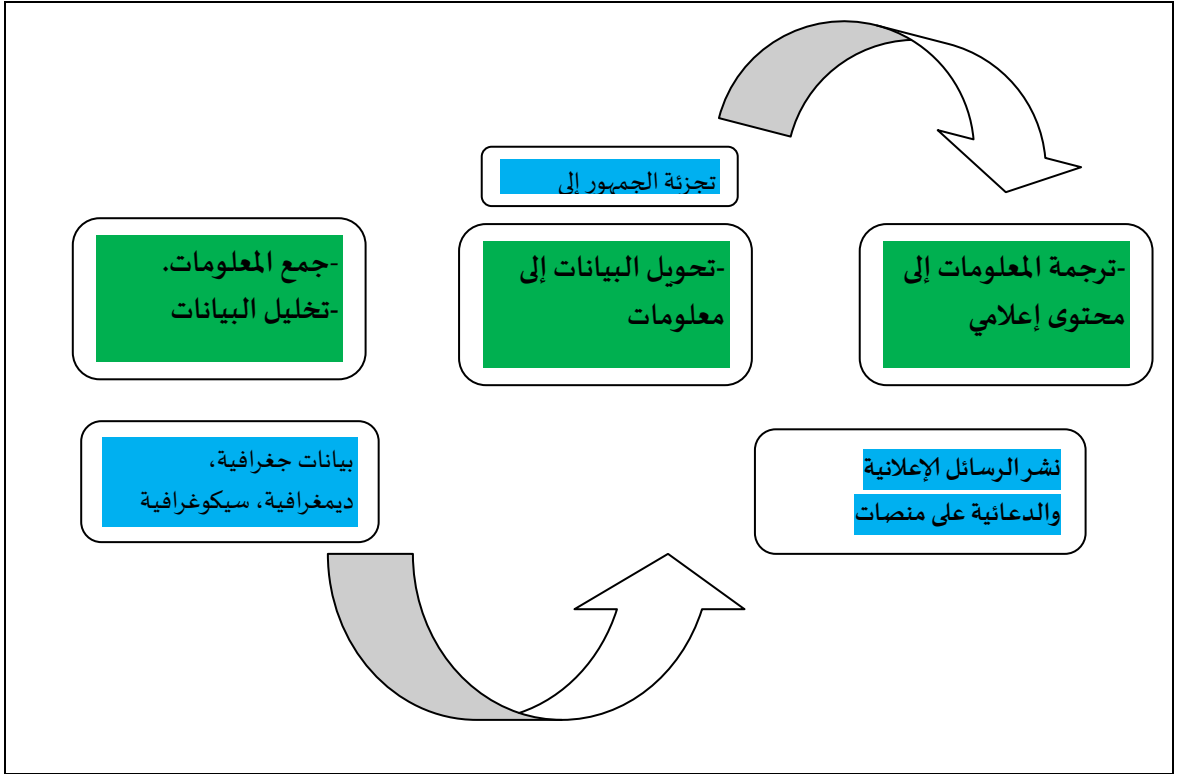 تجزئة الجمهور إلى
-جمع المعلومات.
-تخليل البيانات
-تحويل البيانات إلى
معلومات
-ترجمة المعلومات إلى
محتوى إعلامي
بيانات جغرافية،
ديمغرافية، سيكوغرافية
نشر الرسائل الإعلانية
والدعائية على منصات